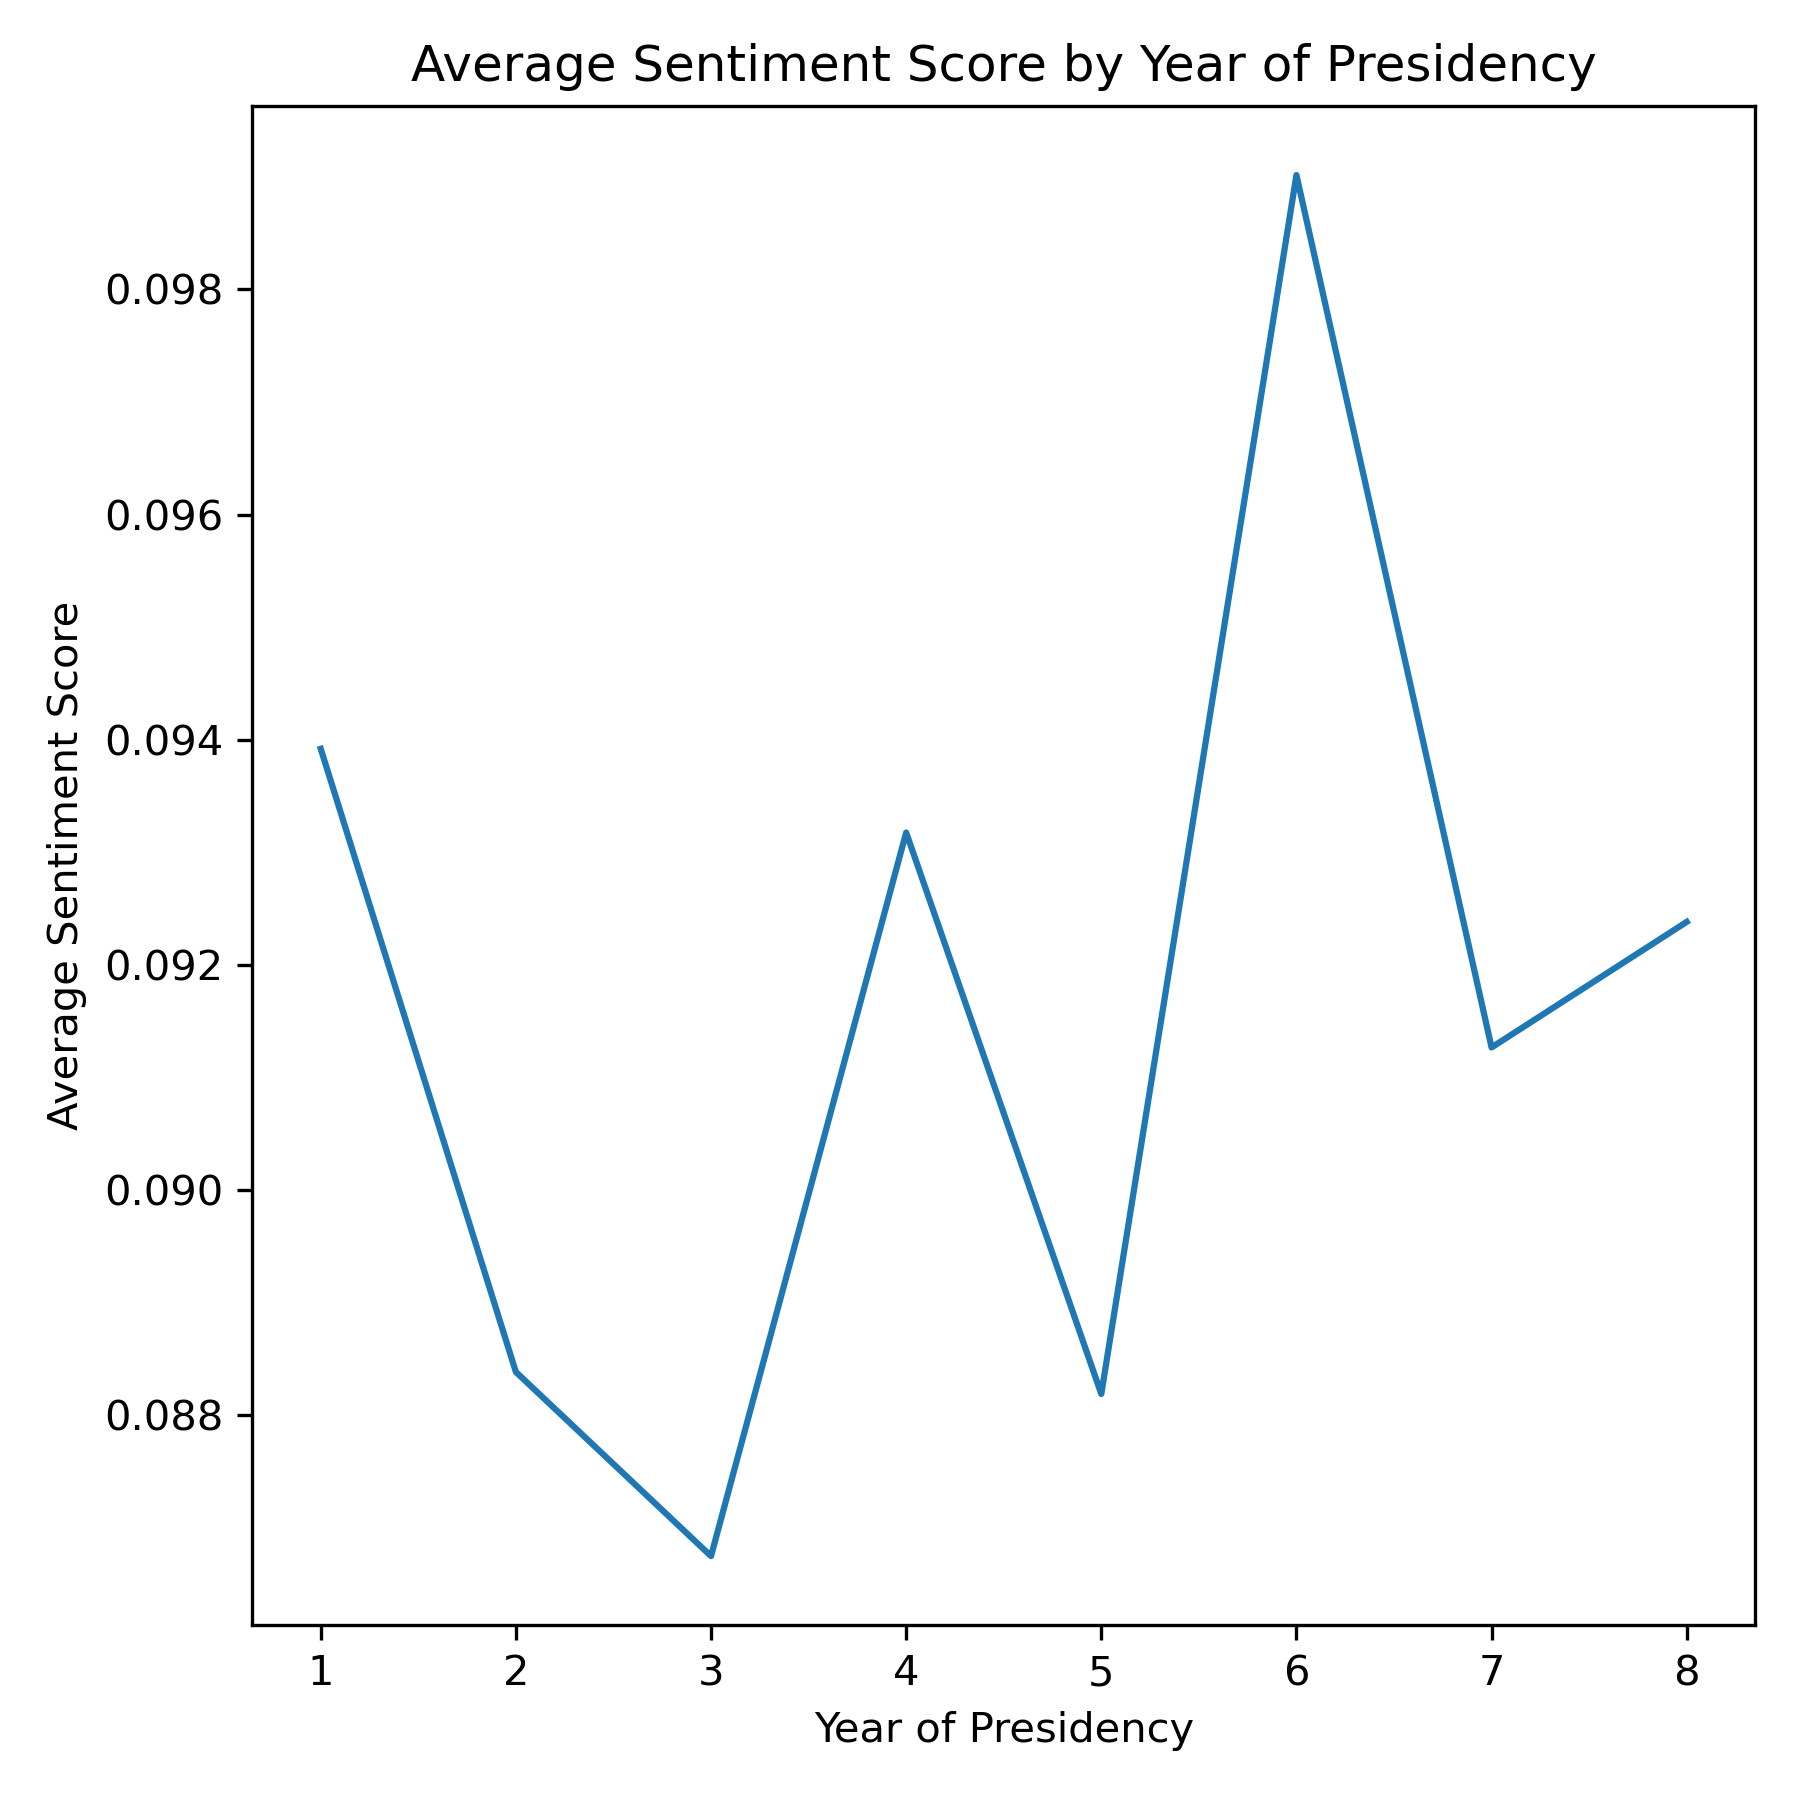 Average Sentiment Score by Year of Presidency
Average Sentiment Score
0.098
0.096
0.094
0.092
0.090
0.088
1 2 3 4 5 6 7 8
Year of Presidency